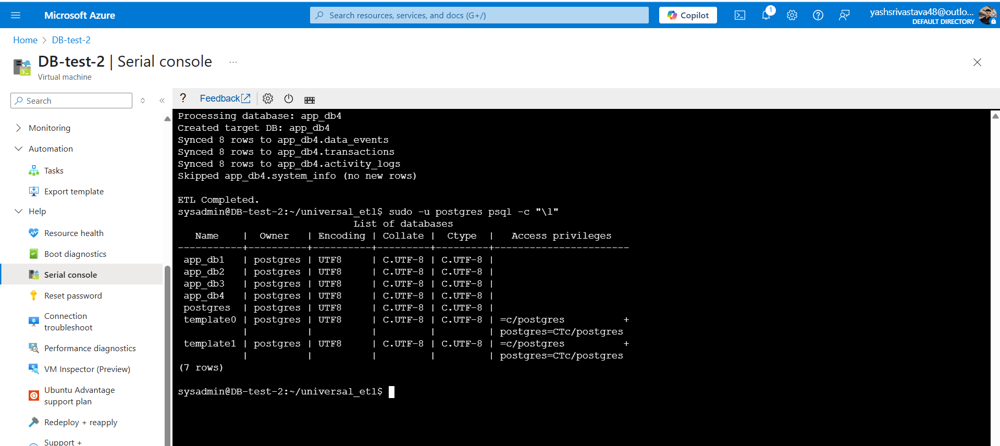 Microsoft Azure
Search resources, services, and docs (G+/)
Copilot
1
yashsrivastava48@outlo...
DEFAULT DIRECTORY
Home > DB-test-2
DB-test-2 | Serial console ...
Virtual machine
Search
Monitoring
Automation
Tasks
Export template
Help
Resource health
Boot diagnostics
Serial console
Reset password
Connection
troubleshoot
Performance diagnostics
VM Inspector (Preview)
Ubuntu Advantage
support plan
Redeploy + reapply
Support +
? Feedback
Processing database: app_db4
Created target DB: app_db4
Synced 8 rows to app_db4.data_events
Synced 8 rows to app_db4.transactions
Synced 8 rows to app_db4.activity_logs
Skipped app_db4.system_info (no new rows)
ETL Completed.
sysadmin@DB-test-2:~/universal_etl$ sudo -u postgres psql -c "\l"
                              List of databases
   Name    |  Owner   | Encoding | Collate |  Ctype  |   Access privileges
-----------+----------+----------+---------+---------+-----------------------
 app_db1   | postgres | UTF8     | C.UTF-8 | C.UTF-8 |
 app_db2   | postgres | UTF8     | C.UTF-8 | C.UTF-8 |
 app_db3   | postgres | UTF8     | C.UTF-8 | C.UTF-8 |
 app_db4   | postgres | UTF8     | C.UTF-8 | C.UTF-8 |
 postgres  | postgres | UTF8     | C.UTF-8 | C.UTF-8 |
 template0 | postgres | UTF8     | C.UTF-8 | C.UTF-8 | =c/postgres          +
           |          |          |         |         | postgres=CTc/postgres
 template1 | postgres | UTF8     | C.UTF-8 | C.UTF-8 | =c/postgres          +
           |          |          |         |         | postgres=CTc/postgres
(7 rows)
sysadmin@DB-test-2:~/universal_etl$